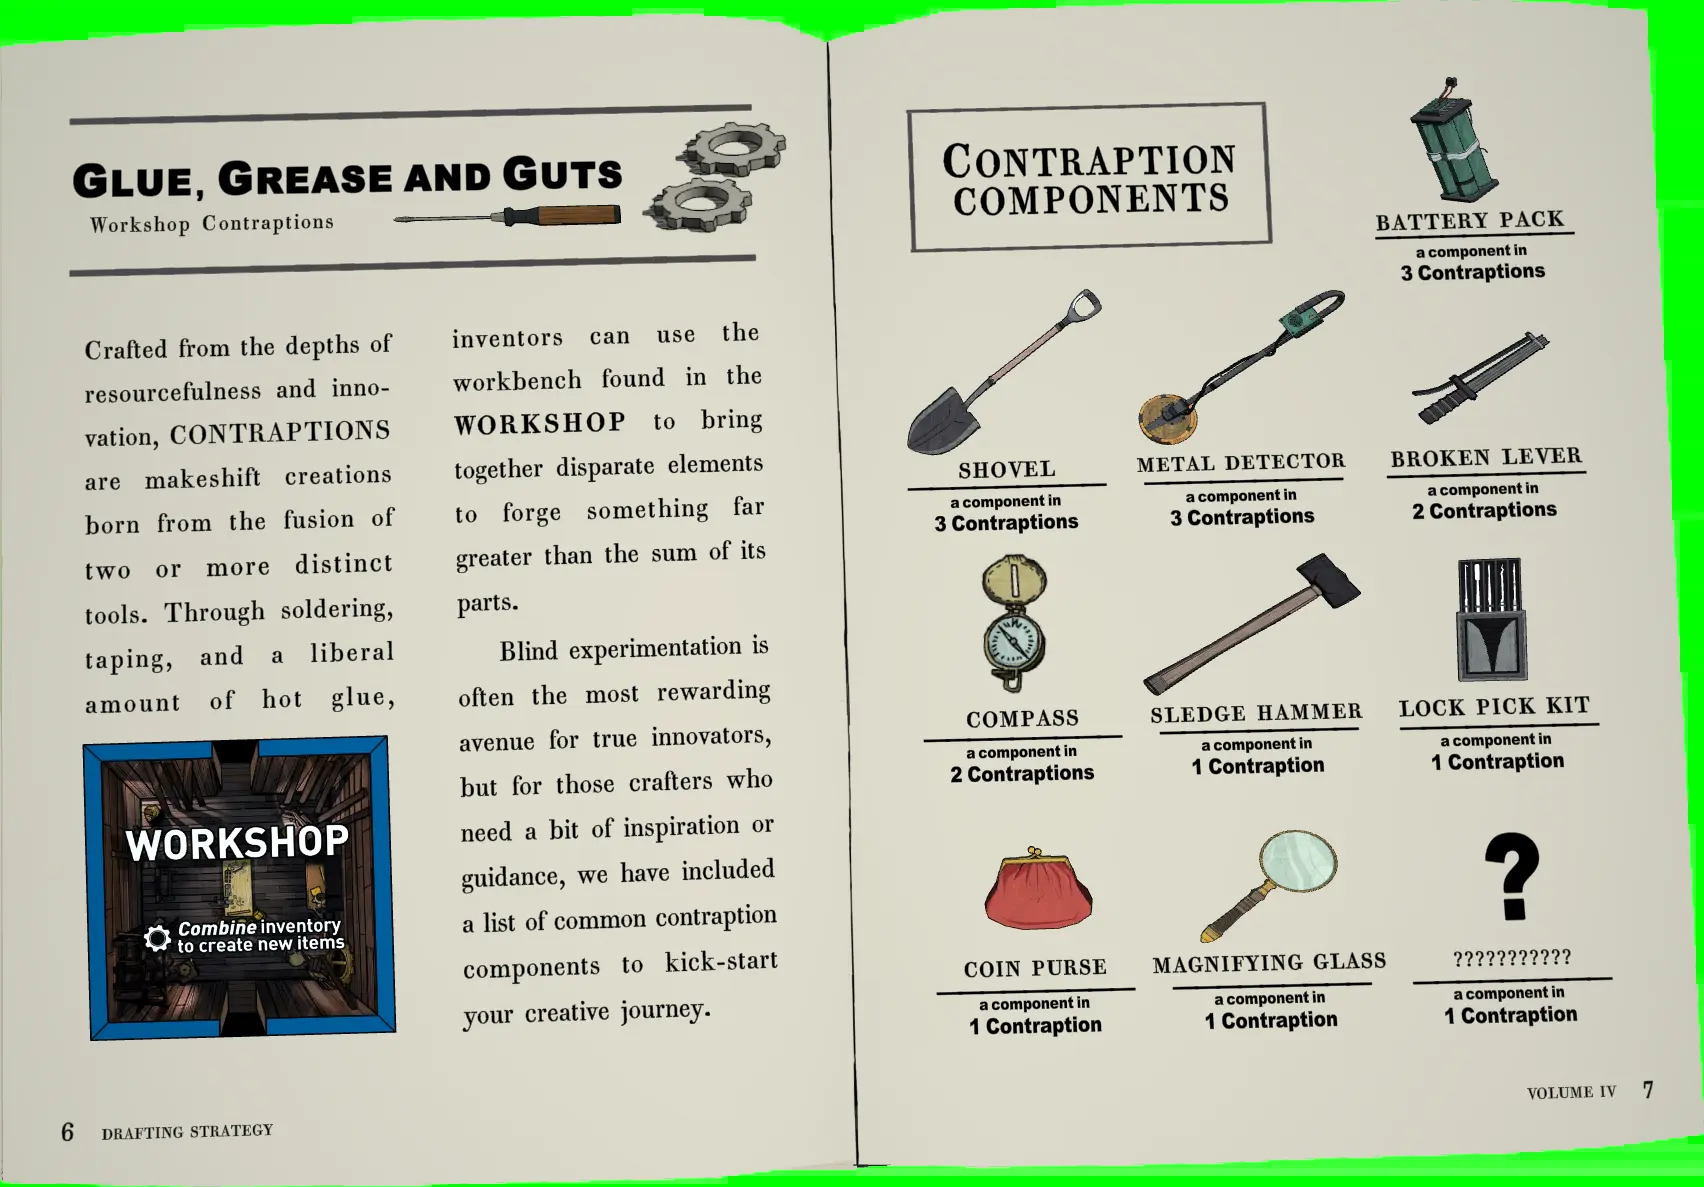 GLUE, GREASE AND GUTS
Workshop Contraptions
Crafted from the depths of
resourcefulness and inno-
vation, CONTRAPTIONS
are makeshift creations
born from the fusion of
two or more distinct
tools. Through soldering,
taping, and a liberal
amount of hot glue,
WORKSHOP
Combine inventory
to create new items
inventors can use the
workbench found in the
WORKSHOP to bring
together disparate elements
to forge something far
greater than the sum of its
parts.
Blind experimentation is
often the most rewarding
avenue for true innovators,
but for those crafters who
need a bit of inspiration or
guidance, we have included
a list of common contraption
components to kick-start
your creative journey.
6 DRAFTING STRATEGY
CONTRAPTION
COMPONENTS
BATTERY PACK
a component in
3 Contraptions
SHOVEL
a component in
3 Contraptions
METAL DETECTOR
a component in
3 Contraptions
BROKEN LEVER
a component in
2 Contraptions
COMPASS
a component in
2 Contraptions
SLEDGE HAMMER
a component in
1 Contraption
LOCK PICK KIT
a component in
1 Contraption
COIN PURSE
a component in
1 Contraption
MAGNIFYING GLASS
a component in
1 Contraption
?
???????????
a component in
1 Contraption
VOLUME IV 7